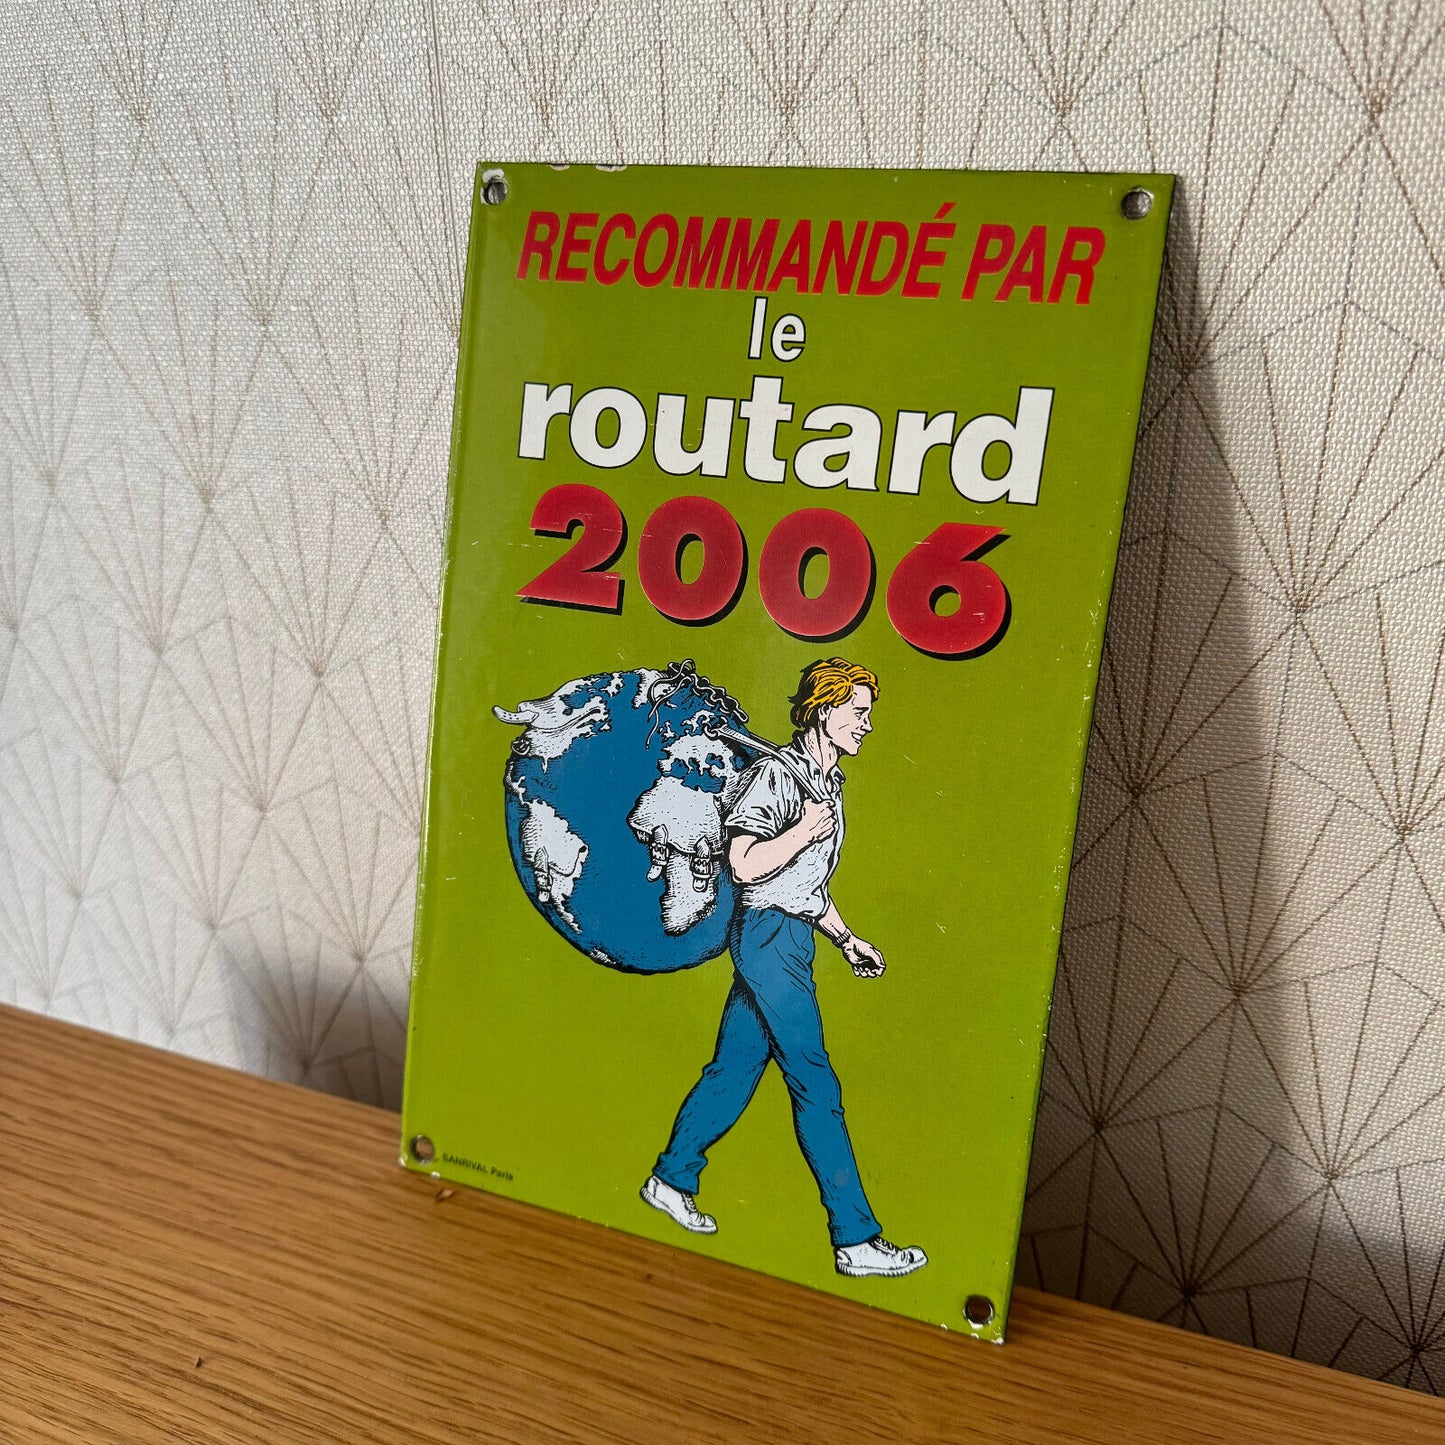 RECOMMANDÉ PAR
le
routard
2006
SANRIVAL Paris